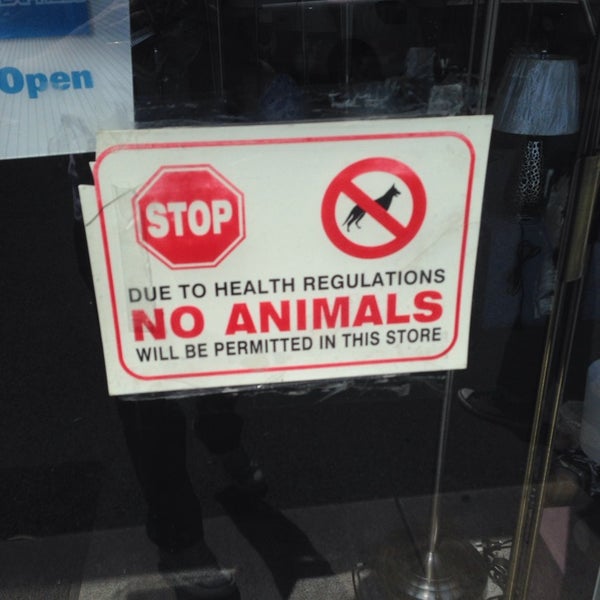 Open
STOP
DUE TO HEALTH REGULATIONS
NO ANIMALS
WILL BE PERMITTED IN THIS STORE